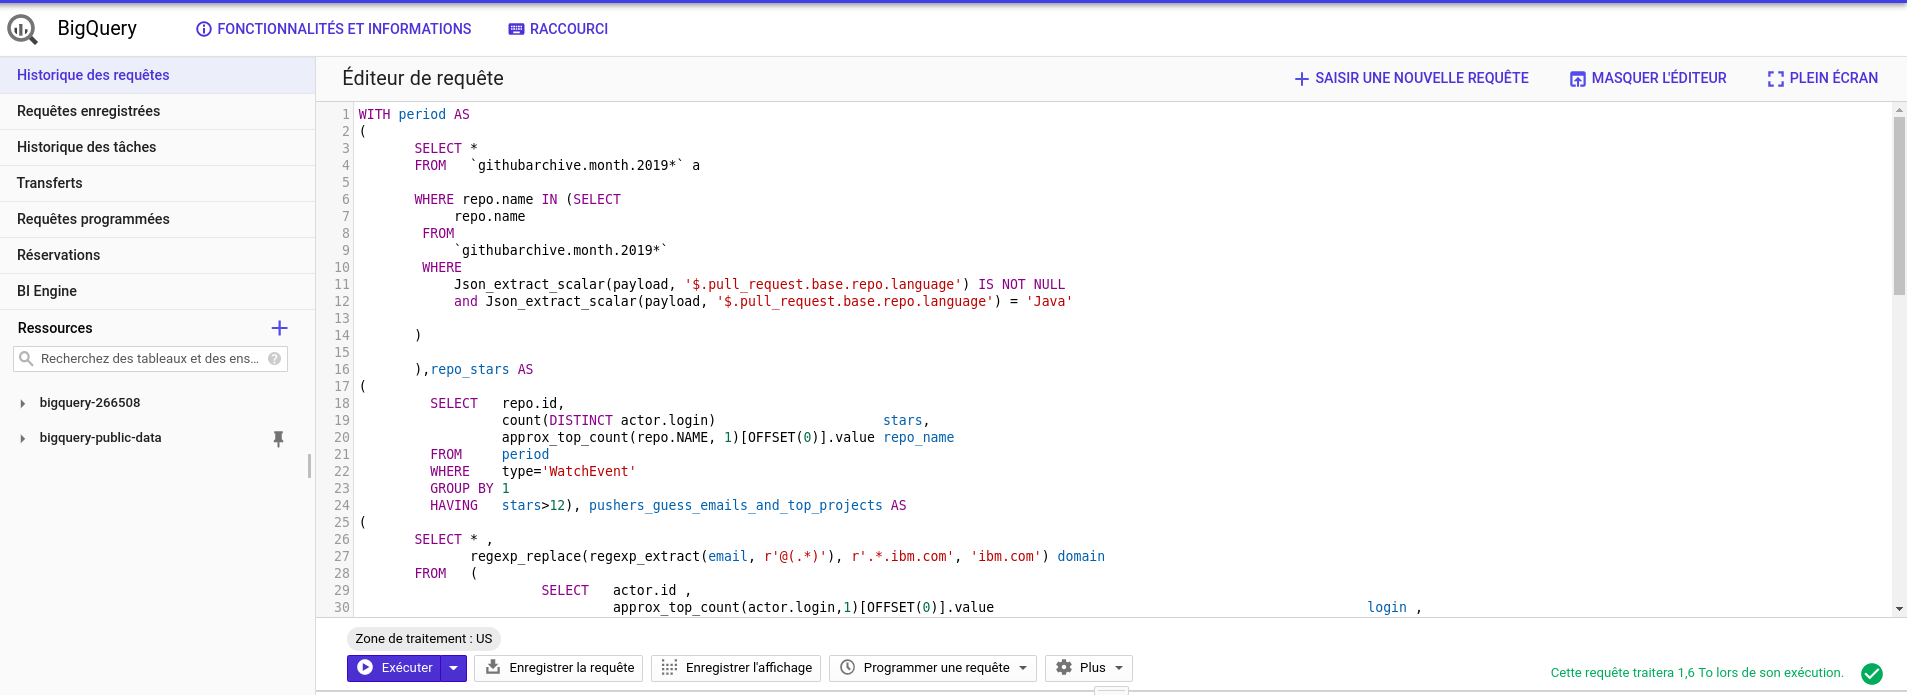 BigQuery
FONCTIONNALITÉS ET INFORMATIONS
RACCOURCI
Historique des requêtes
Requêtes enregistrées
Historique des tâches
Transferts
Requêtes programmées
Réservations
BI Engine
Ressources
Recherchez des tableaux et des ens...
bigquery-266508
bigquery-public-data
Éditeur de requête
SAISIR UNE NOUVELLE REQUÊTE
MASQUER L'ÉDITEUR
PLEIN ÉCRAN
1 WITH period AS
2 (
3 SELECT *
4 FROM `githubarchive.month.2019*` a
5
6 WHERE repo.name IN (SELECT
7 repo.name
8 FROM
9 `githubarchive.month.2019*`
10 WHERE
11 Json_extract_scalar(payload, '$.pull_request.base.repo.language') IS NOT NULL
12 and Json_extract_scalar(payload, '$.pull_request.base.repo.language') = 'Java'
13
14 )
15
16 ),repo_stars AS
17 (
18 SELECT repo.id,
19 count(DISTINCT actor.login) stars,
20 approx_top_count(repo.NAME, 1)[OFFSET(0)].value repo_name
21 FROM period
22 WHERE type='WatchEvent'
23 GROUP BY 1
24 HAVING stars>12), pushers_guess_emails_and_top_projects AS
25 (
26 SELECT * ,
27 regexp_replace(regexp_extract(email, r'@(.*)'), r'.*.ibm.com', 'ibm.com') domain
28 FROM (
29 SELECT actor.id ,
30 approx_top_count(actor.login,1)[OFFSET(0)].value login ,
Zone de traitement : US
Exécuter
Enregistrer la requête
Enregistrer l'affichage
Programmer une requête
Plus
Cette requête traitera 1,6 To lors de son exécution.